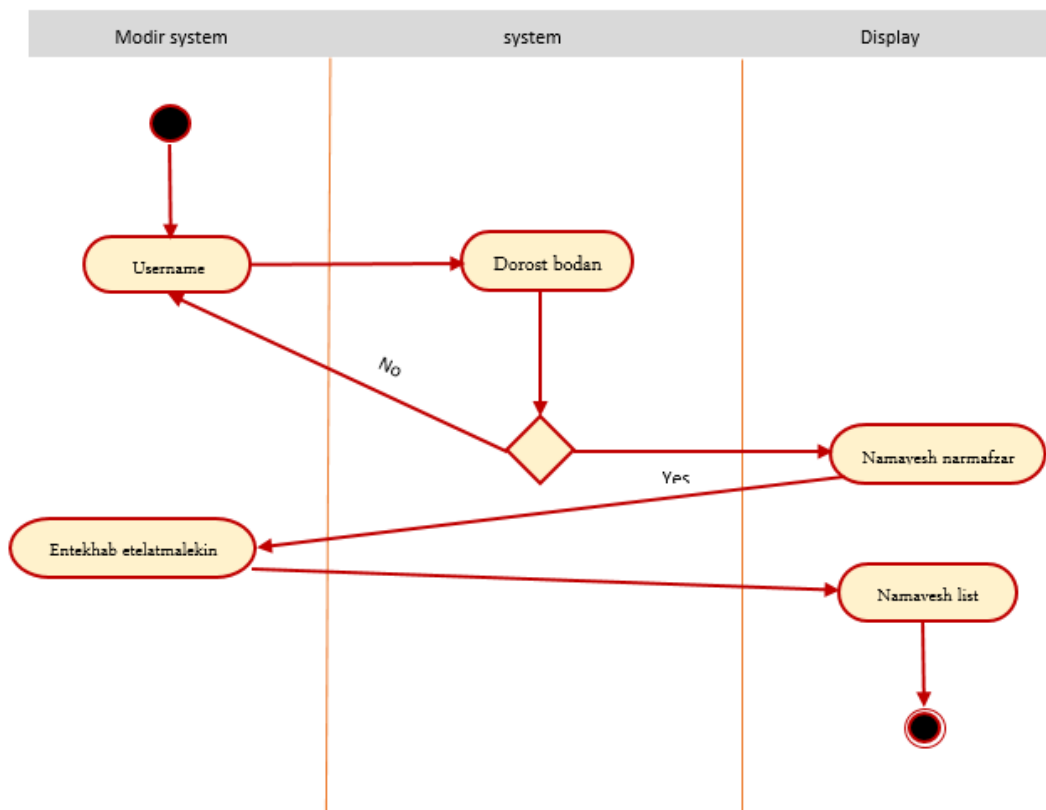 Modir system
system
Display
Username
Dorost bodan
No
Yes
Namayesh narmafzar
Entekhab etelatmalekin
Namayesh list